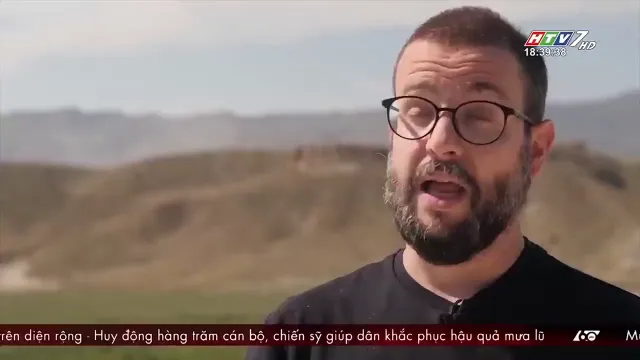 HTV7 HD
18:39:38
trên diện rộng - Huy động hàng trăm cán bộ, chiến sỹ giúp dân khắc phục hậu quả mưa lũ